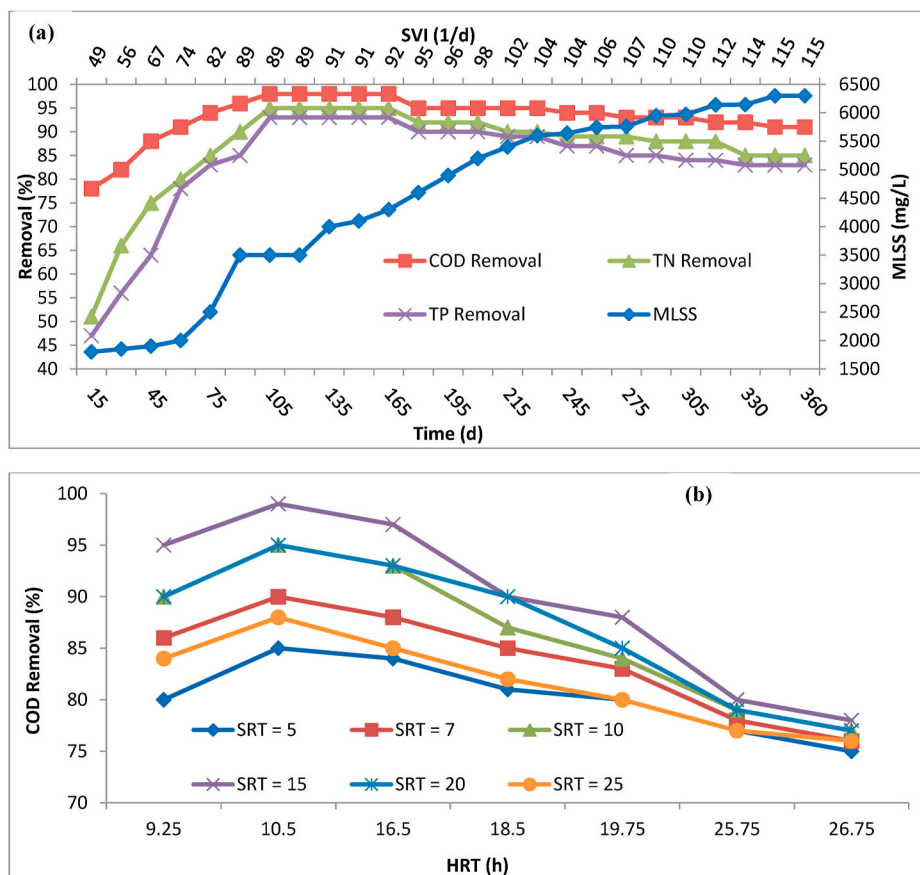 (a)
SVI (1/d)
49 56 67 74 82 89 89 89 91 91 92 95 96 98 102 104 104 106 107 110 110 112 114 115 115
Removal (%)
100
95
90
85
80
75
70
65
60
55
50
45
40
MLSS (mg/L)
6500
6000
5500
5000
4500
4000
3500
3000
2500
2000
1500
COD Removal TN Removal
TP Removal MLSS
15 45 75 105 135 165 195 215 245 275 305 330 360
Time (d)
(b)
COD Removal (%)
100
95
90
85
80
75
70
SRT = 5 SRT = 7 SRT = 10
SRT = 15 SRT = 20 SRT = 25
9.25 10.5 16.5 18.5 19.75 25.75 26.75
HRT (h)